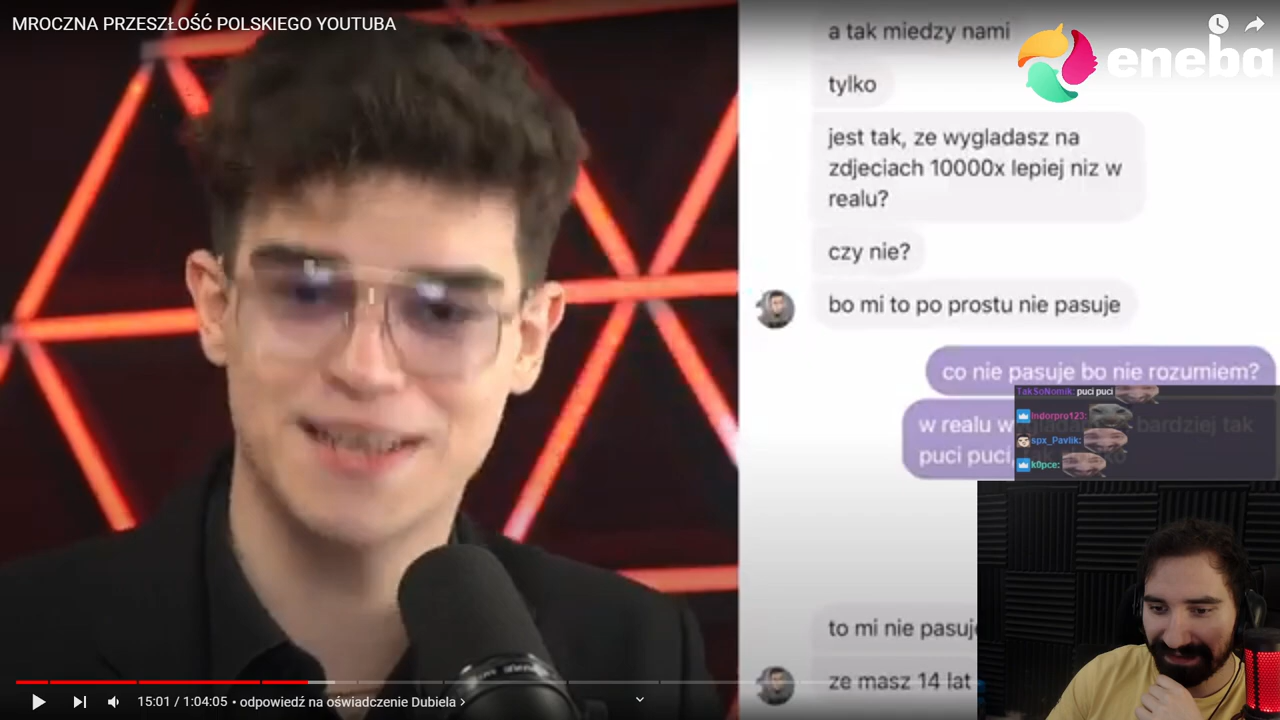 MROCZNA PRZESZŁOŚĆ POLSKIEGO YOUTUBA
eneba
a tak miedzy nami
tylko
jest tak, ze wygladasz na
zdjeciach 10000x lepiej niz w
realu?
czy nie?
bo mi to po prostu nie pasuje
co nie pasuje bo nie rozumiem?
w realu w bardziej tak
puci puci,
TakSoNomik: puci puci
Indorpro123:
spx_Pavlik:
k0pce:
to mi nie pasuje
ze masz 14 lat
15:01 / 1:04:05 • odpowiedź na oświadczenie Dubiela >